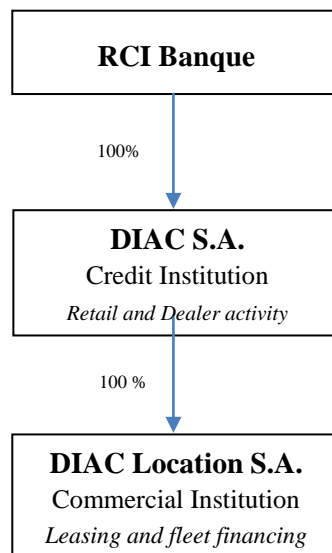 RCI Banque
100%
DIAC S.A.
Credit Institution
Retail and Dealer activity
100 %
DIAC Location S.A.
Commercial Institution
Leasing and fleet financing